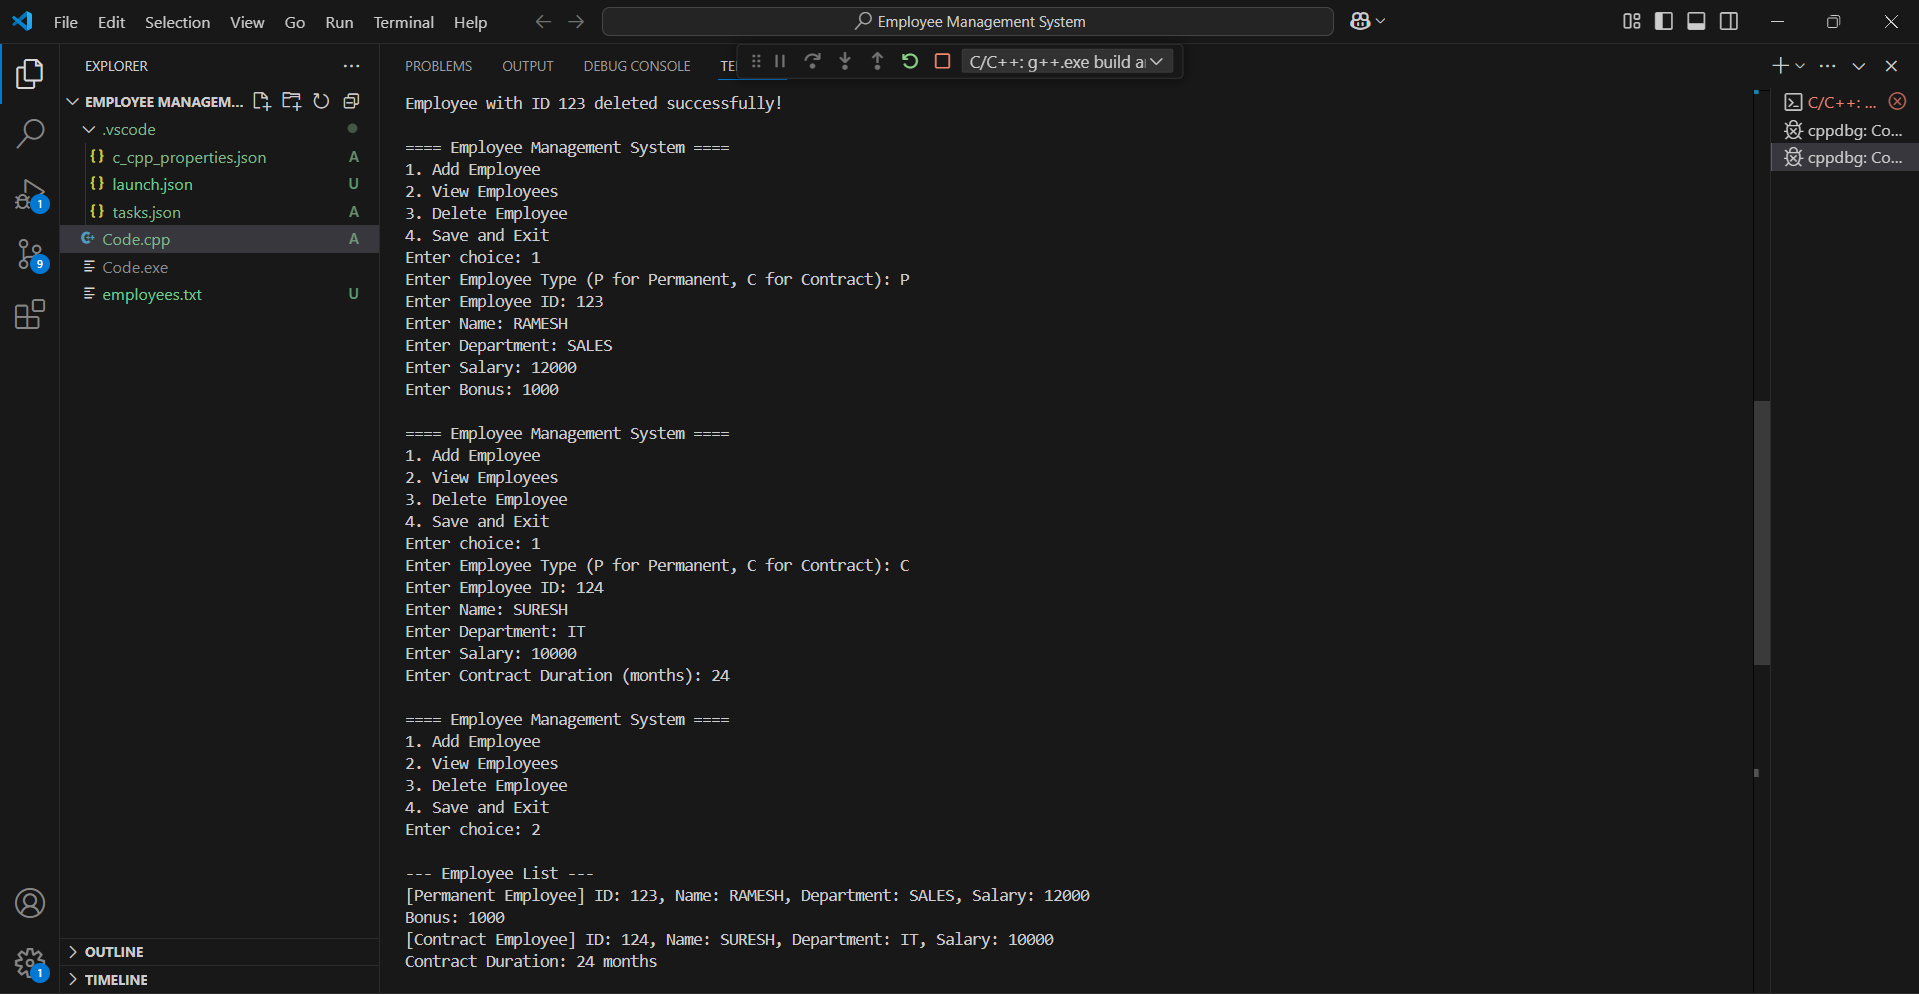 File Edit Selection View Go Run Terminal Help
Employee Management System
EXPLORER
EMPLOYEE MANAGEM...
.vscode
c_cpp_properties.json A
launch.json U
tasks.json A
Code.cpp A
Code.exe
employees.txt U
OUTLINE
TIMELINE
1
9
1
PROBLEMS OUTPUT DEBUG CONSOLE TE
C/C++: g++.exe build a
Employee with ID 123 deleted successfully!
==== Employee Management System ====
1. Add Employee
2. View Employees
3. Delete Employee
4. Save and Exit
Enter choice: 1
Enter Employee Type (P for Permanent, C for Contract): P
Enter Employee ID: 123
Enter Name: RAMESH
Enter Department: SALES
Enter Salary: 12000
Enter Bonus: 1000
==== Employee Management System ====
1. Add Employee
2. View Employees
3. Delete Employee
4. Save and Exit
Enter choice: 1
Enter Employee Type (P for Permanent, C for Contract): C
Enter Employee ID: 124
Enter Name: SURESH
Enter Department: IT
Enter Salary: 10000
Enter Contract Duration (months): 24
==== Employee Management System ====
1. Add Employee
2. View Employees
3. Delete Employee
4. Save and Exit
Enter choice: 2
--- Employee List ---
[Permanent Employee] ID: 123, Name: RAMESH, Department: SALES, Salary: 12000
Bonus: 1000
[Contract Employee] ID: 124, Name: SURESH, Department: IT, Salary: 10000
Contract Duration: 24 months
C/C++: ...
cppdbg: Co...
cppdbg: Co...